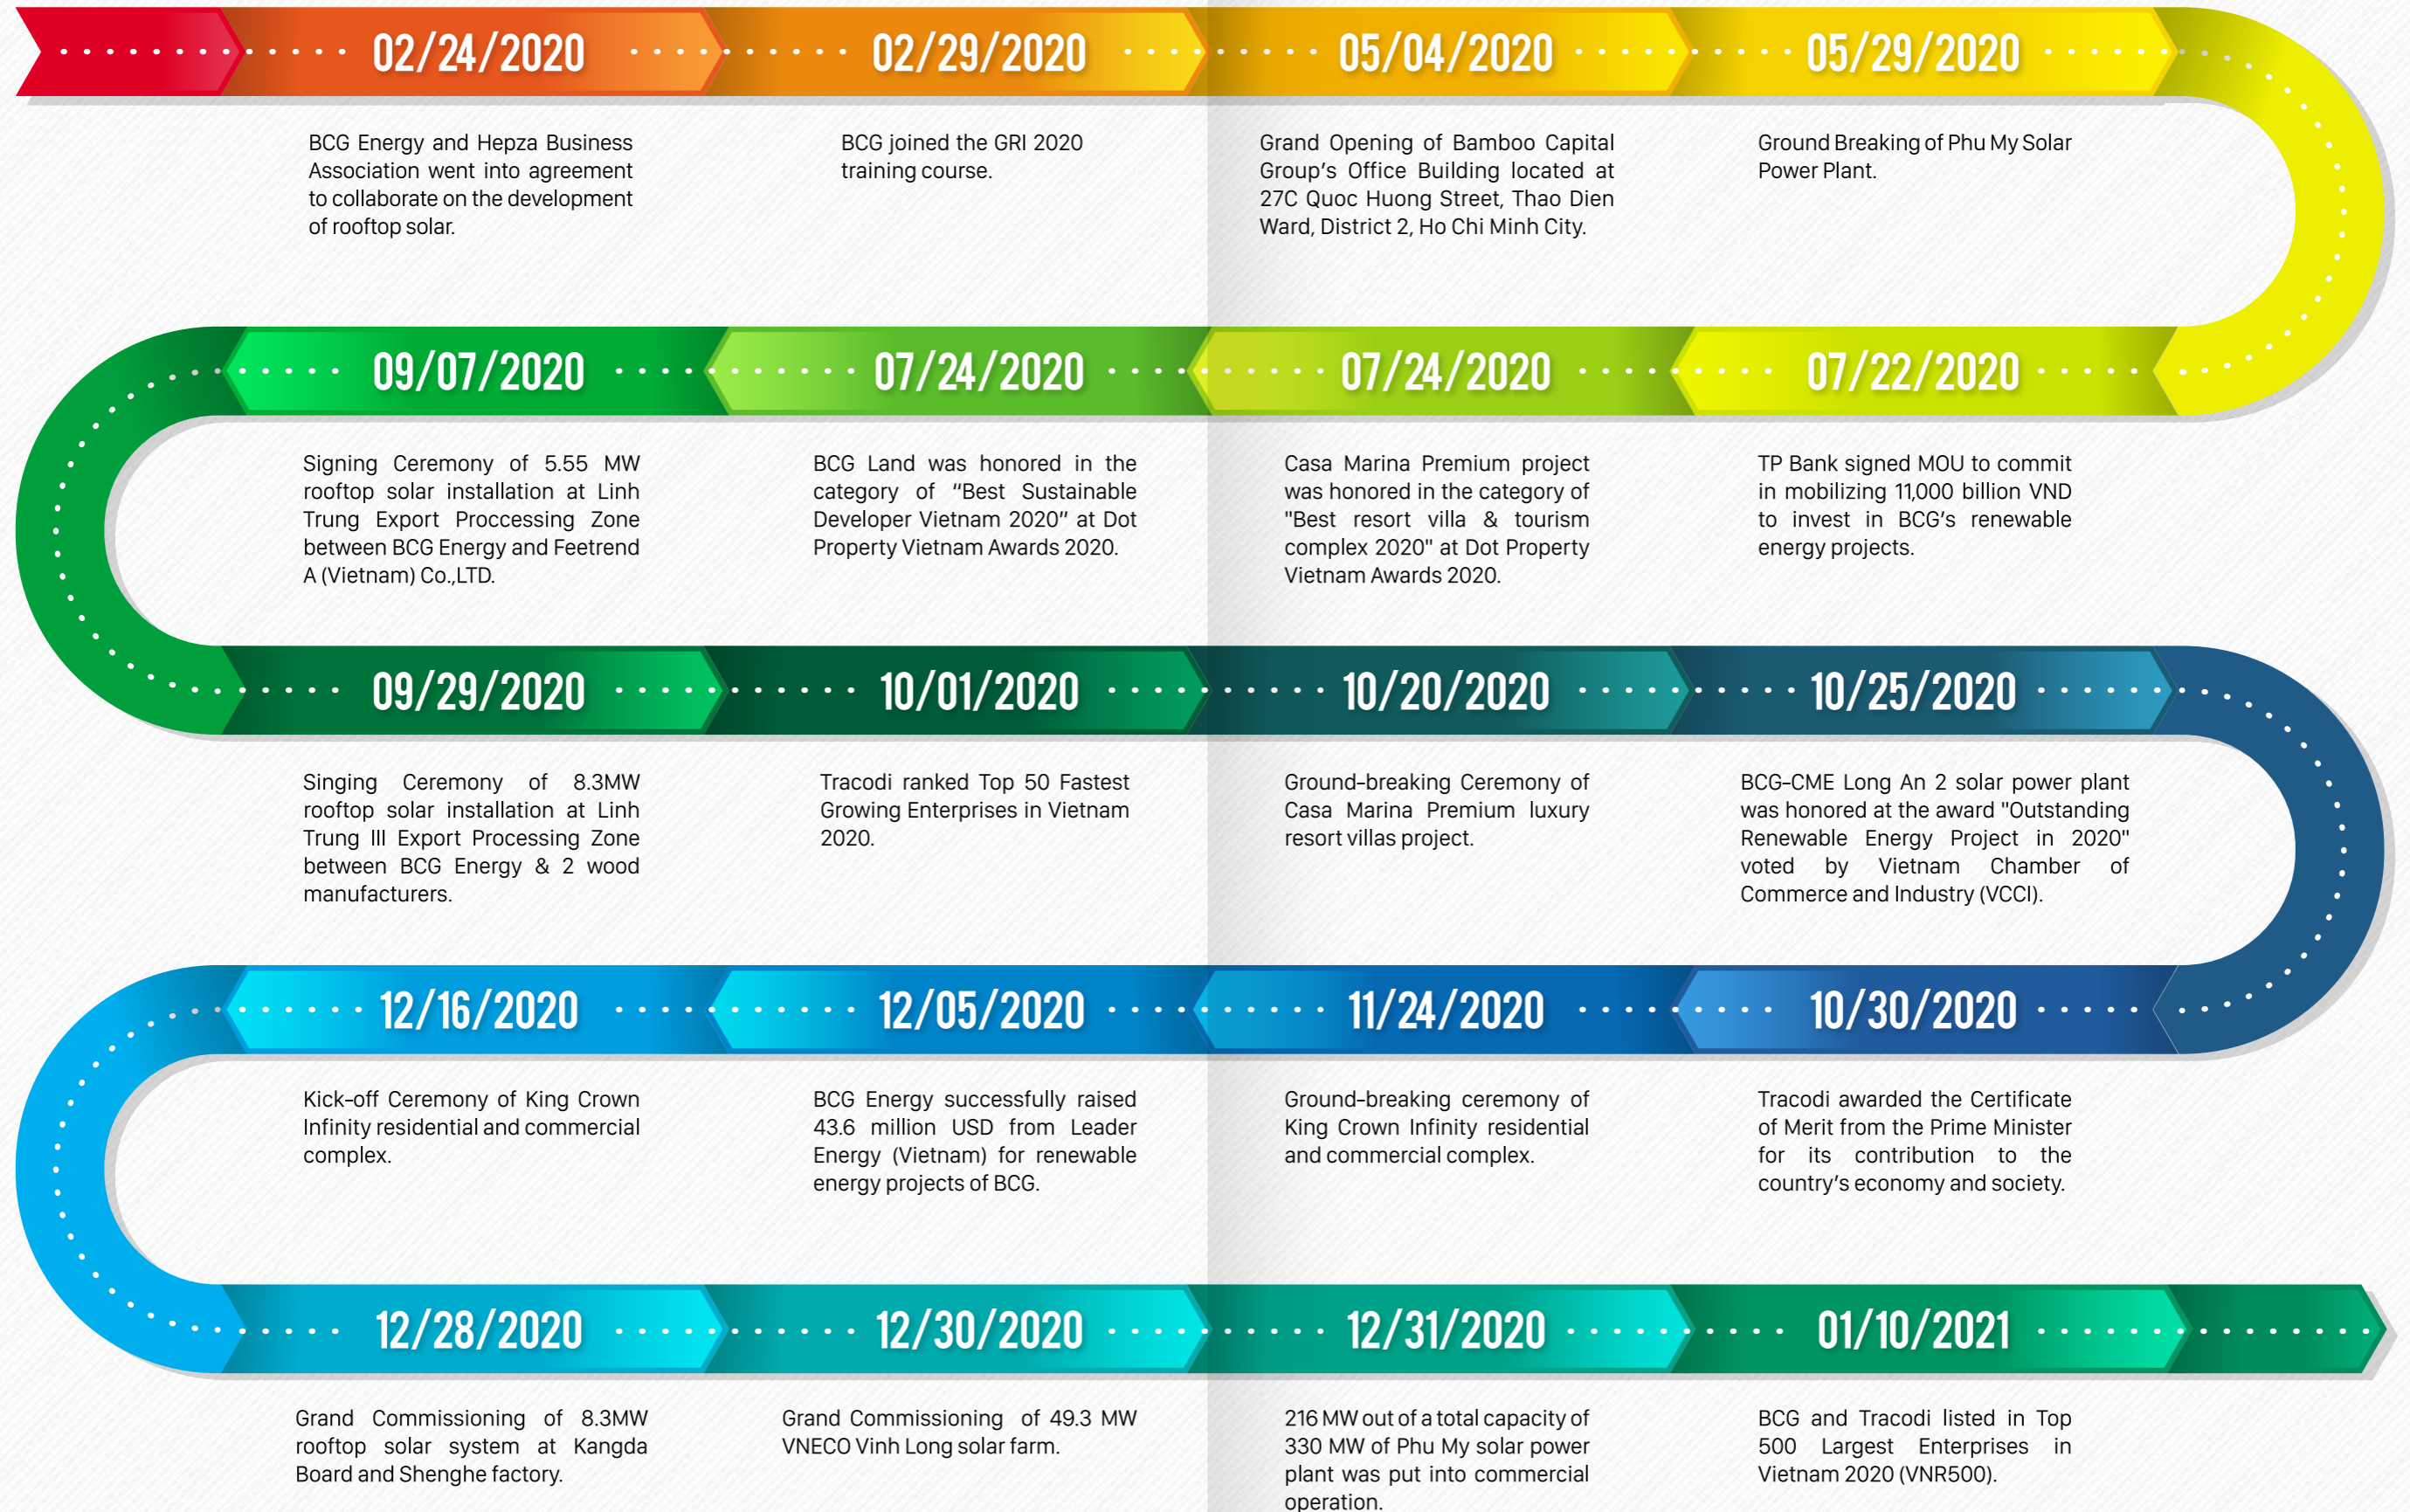 02/24/2020
BCG Energy and Hepza Business
Association went into agreement
to collaborate on the development
of rooftop solar.
02/29/2020
BCG joined the GRI 2020
training course.
05/04/2020
Grand Opening of Bamboo Capital
Group's Office Building located at
27C Quoc Huong Street, Thao Dien
Ward, District 2, Ho Chi Minh City.
05/29/2020
Ground Breaking of Phu My Solar
Power Plant.
07/22/2020
TP Bank signed MOU to commit
in mobilizing 11,000 billion VND
to invest in BCG's renewable
energy projects.
07/24/2020
Casa Marina Premium project
was honored in the category of
"Best resort villa & tourism
complex 2020" at Dot Property
Vietnam Awards 2020.
07/24/2020
BCG Land was honored in the
category of "Best Sustainable
Developer Vietnam 2020" at Dot
Property Vietnam Awards 2020.
09/07/2020
Signing Ceremony of 5.55 MW
rooftop solar installation at Linh
Trung Export Proccessing Zone
between BCG Energy and Feetrend
A (Vietnam) Co.,LTD.
09/29/2020
Singing Ceremony of 8.3MW
rooftop solar installation at Linh
Trung III Export Processing Zone
between BCG Energy & 2 wood
manufacturers.
10/01/2020
Tracodi ranked Top 50 Fastest
Growing Enterprises in Vietnam
2020.
10/20/2020
Ground-breaking Ceremony of
Casa Marina Premium luxury
resort villas project.
10/25/2020
BCG-CME Long An 2 solar power plant
was honored at the award "Outstanding
Renewable Energy Project in 2020"
voted by Vietnam Chamber of
Commerce and Industry (VCCI).
10/30/2020
Tracodi awarded the Certificate
of Merit from the Prime Minister
for its contribution to the
country's economy and society.
11/24/2020
Ground-breaking ceremony of
King Crown Infinity residential
and commercial complex.
12/05/2020
BCG Energy successfully raised
43.6 million USD from Leader
Energy (Vietnam) for renewable
energy projects of BCG.
12/16/2020
Kick-off Ceremony of King Crown
Infinity residential and commercial
complex.
12/28/2020
Grand Commissioning of 8.3MW
rooftop solar system at Kangda
Board and Shenghe factory.
12/30/2020
Grand Commissioning of 49.3 MW
VNECO Vinh Long solar farm.
12/31/2020
216 MW out of a total capacity of
330 MW of Phu My solar power
plant was put into commercial
operation.
01/10/2021
BCG and Tracodi listed in Top
500 Largest Enterprises in
Vietnam 2020 (VNR500).